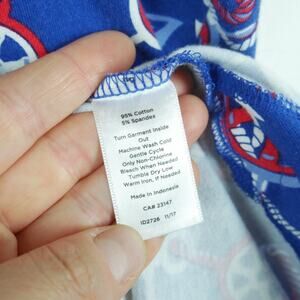 95% Cotton
5% Spandex
Turn Garment Inside
Out
Machine Wash Cold
Gentle Cycle
Only Non-Chlorine
Bleach When Needed
Tumble Dry Low
Warm Iron, If Needed
Made in Indonesia
CA# 23147
ID2726 11/17